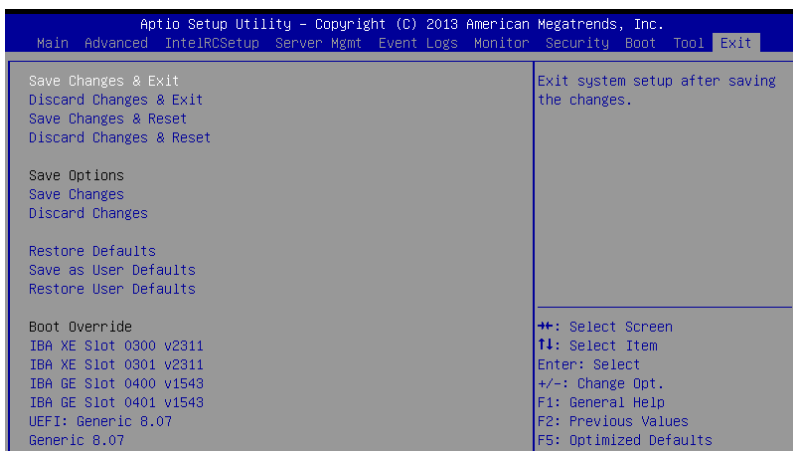 Aptio Setup Utility - Copyright (C) 2013 American Megatrends, Inc.
Main Advanced IntelRCSetup Server Mgmt Event Logs Monitor Security Boot Tool Exit
Save Changes & Exit
Discard Changes & Exit
Save Changes & Reset
Discard Changes & Reset
Save Options
Save Changes
Discard Changes
Restore Defaults
Save as User Defaults
Restore User Defaults
Boot Override
IBA XE Slot 0300 v2311
IBA XE Slot 0301 v2311
IBA GE Slot 0400 v1543
IBA GE Slot 0401 v1543
UEFI: Generic 8.07
Generic 8.07
Exit system setup after saving
the changes.
→←: Select Screen
↑↓: Select Item
Enter: Select
+/-: Change Opt.
F1: General Help
F2: Previous Values
F5: Optimized Defaults